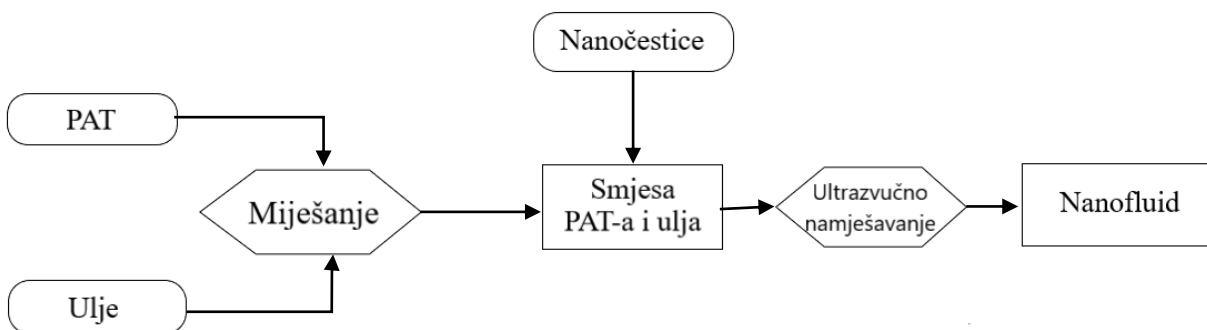 Nanočestice
PAT
Miješanje
Smjesa
PAT-a i ulja
Ultrazvučno
namješavanje
Nanofluid
Ulje